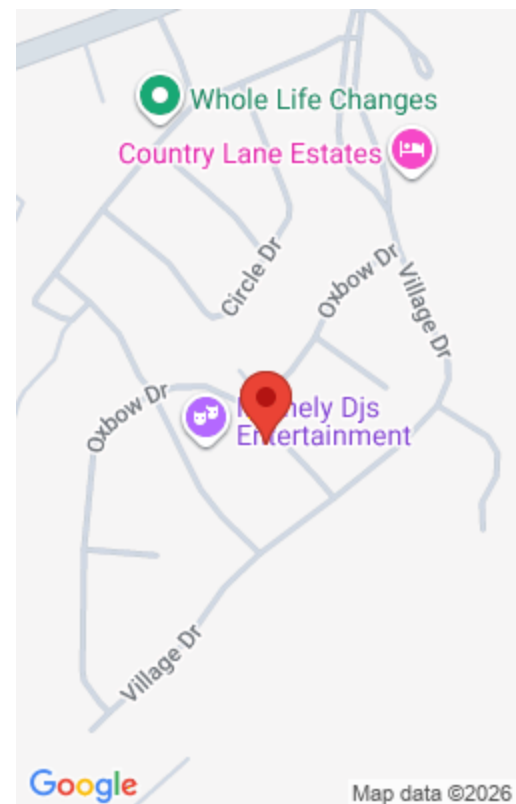 Whole Life Changes
Country Lane Estates
Circle Dr
Oxbow Dr
Village Dr
Oxbow Dr
Djs
Entertainment
Village Dr
Google
Map data ©2026